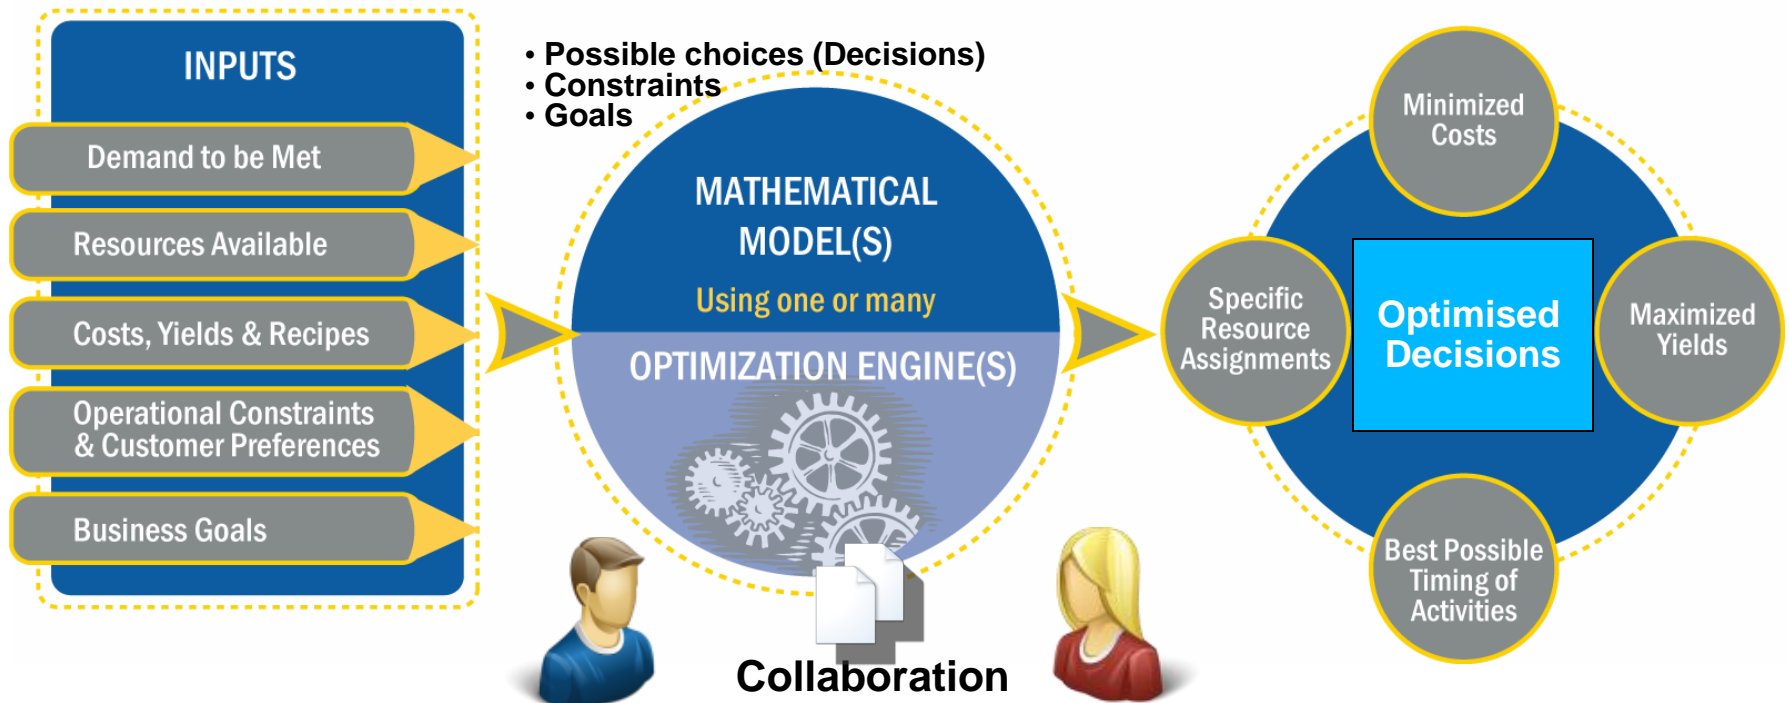 INPUTS
Demand to be Met
Resources Available
Costs, Yields & Recipes
Operational Constraints
& Customer Preferences
Business Goals
• Possible choices (Decisions)
• Constraints
• Goals
MATHEMATICAL
MODEL(S)
Using one or many
OPTIMIZATION ENGINE(S)
Collaboration
Minimized
Costs
Specific
Resource
Assignments
Optimised
Decisions
Maximized
Yields
Best Possible
Timing of
Activities